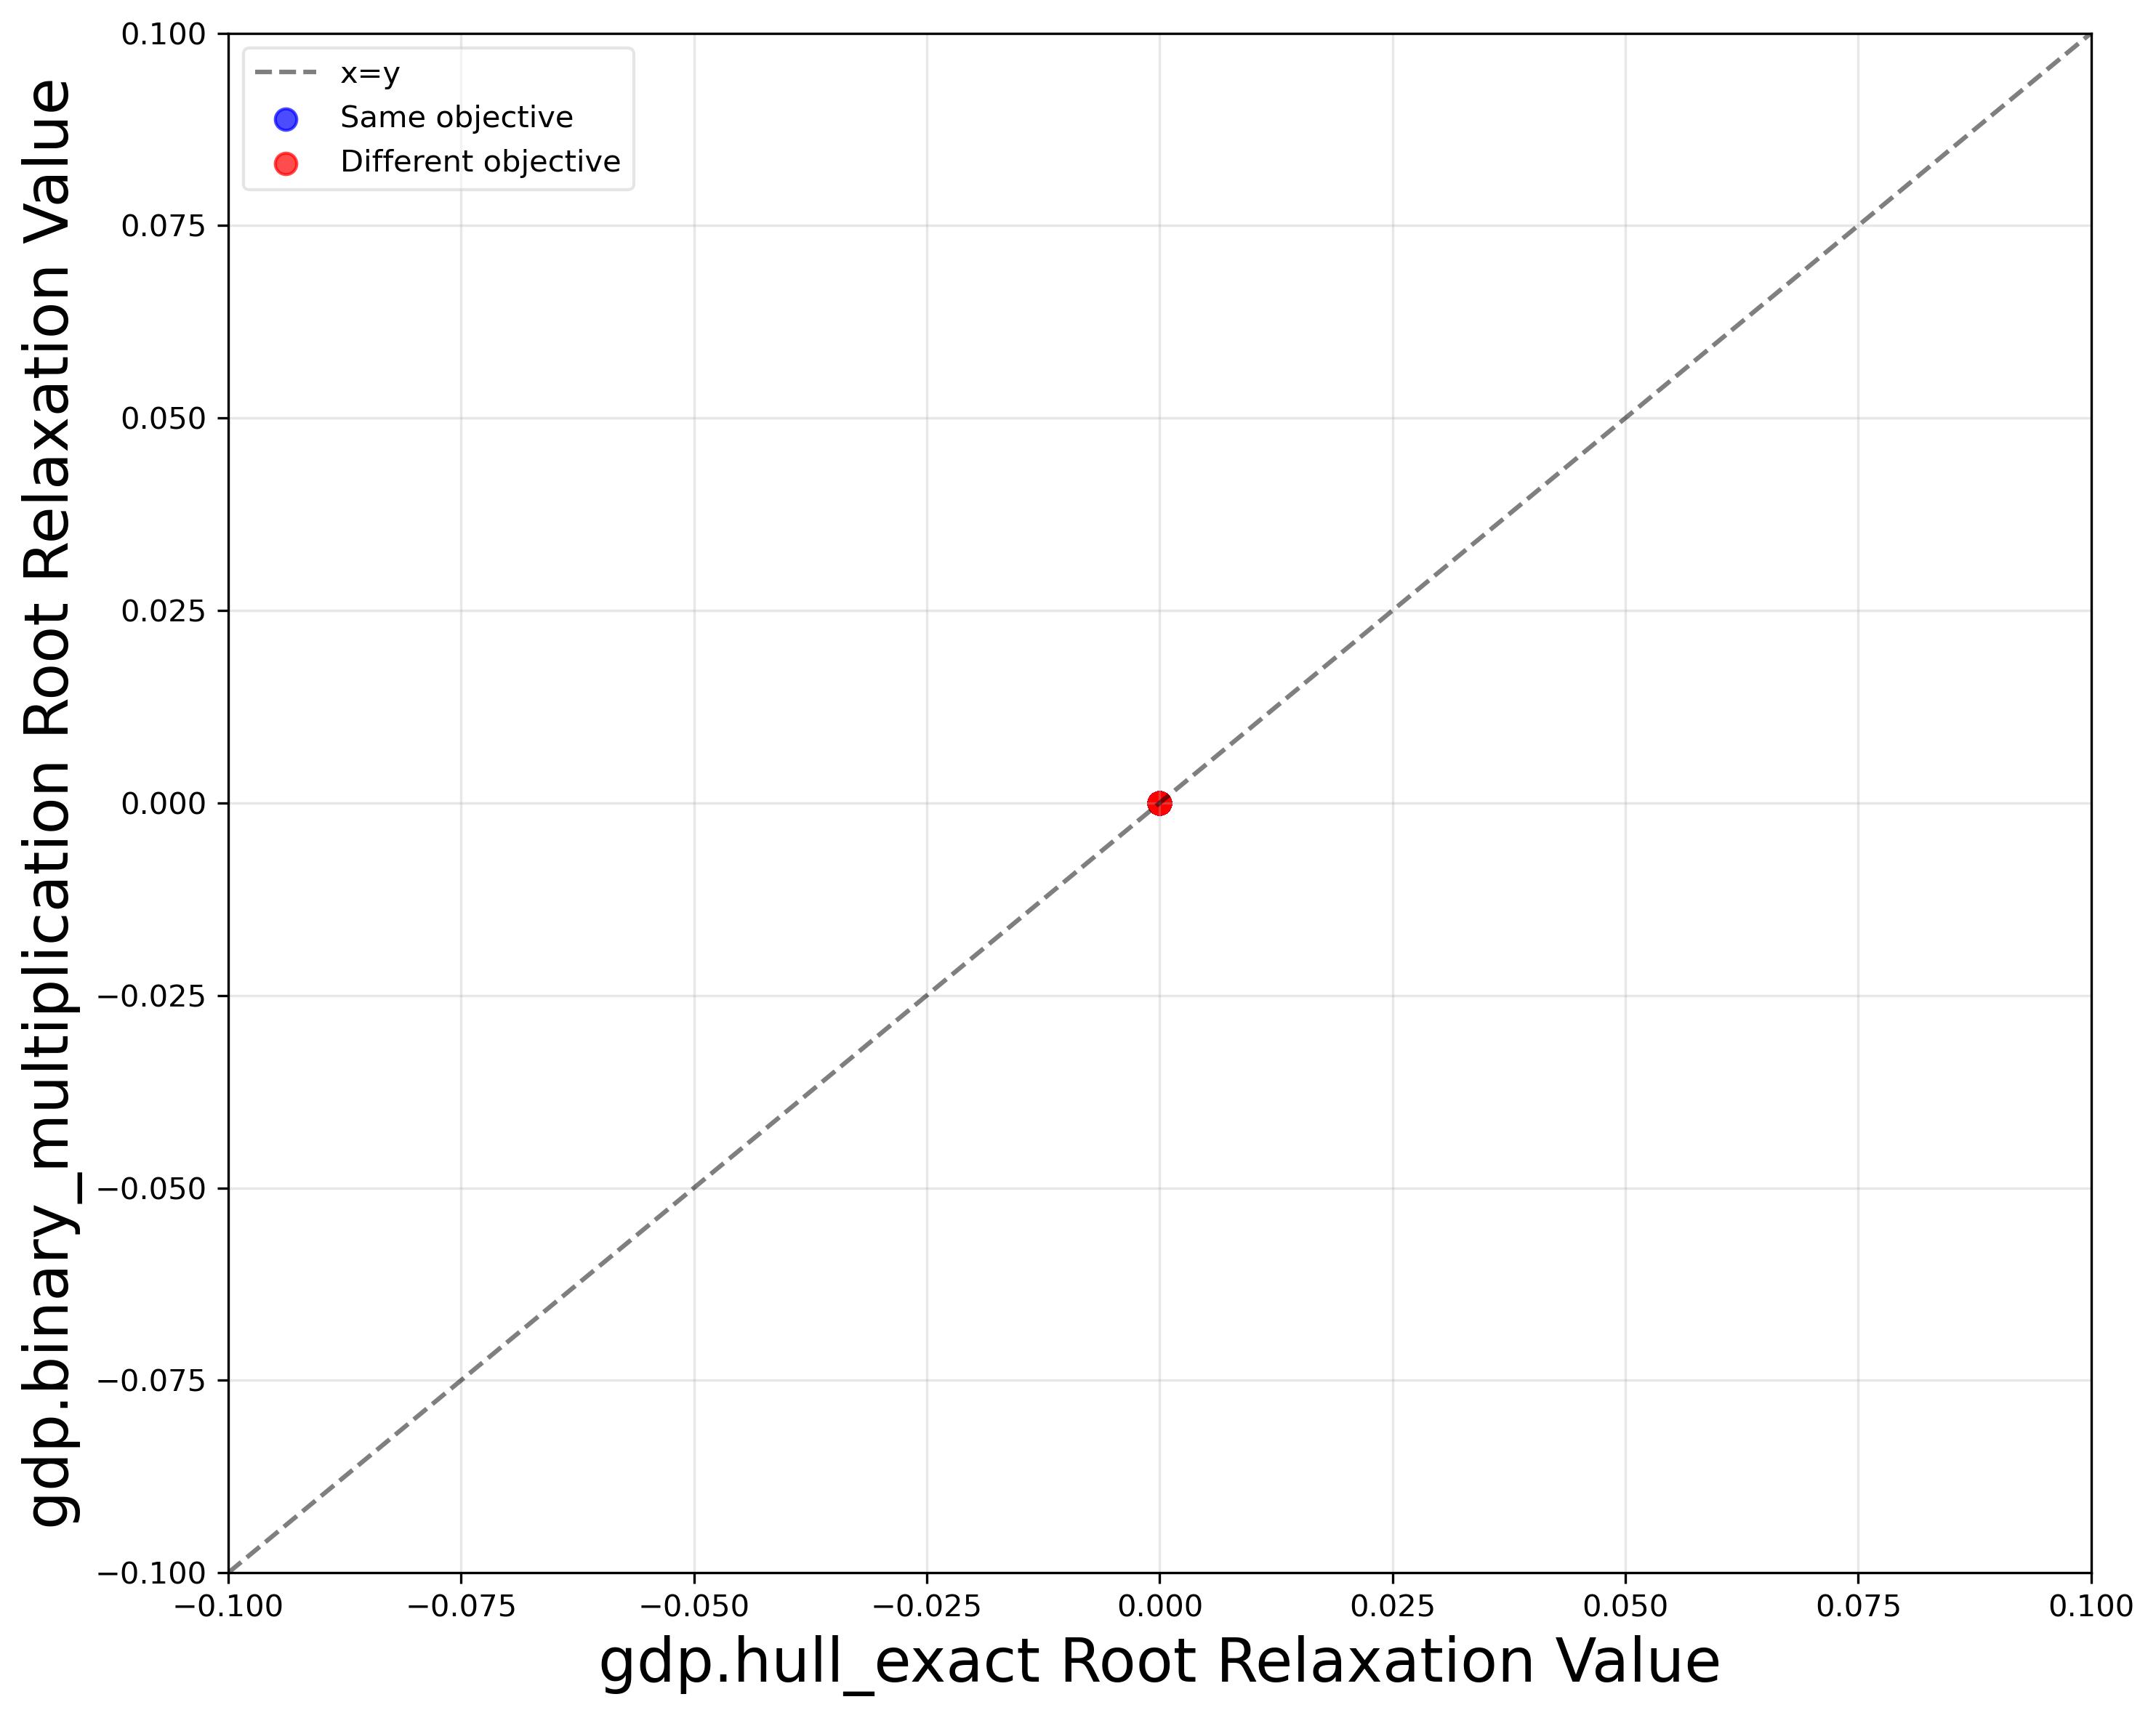 gdp.binary_multiplication Root Relaxation Value
0.100
0.075
0.050
0.025
0.000
−0.025
−0.050
−0.075
−0.100
x=y
Same objective
Different objective
−0.100 −0.075 −0.050 −0.025 0.000 0.025 0.050 0.075 0.100
gdp.hull_exact Root Relaxation Value